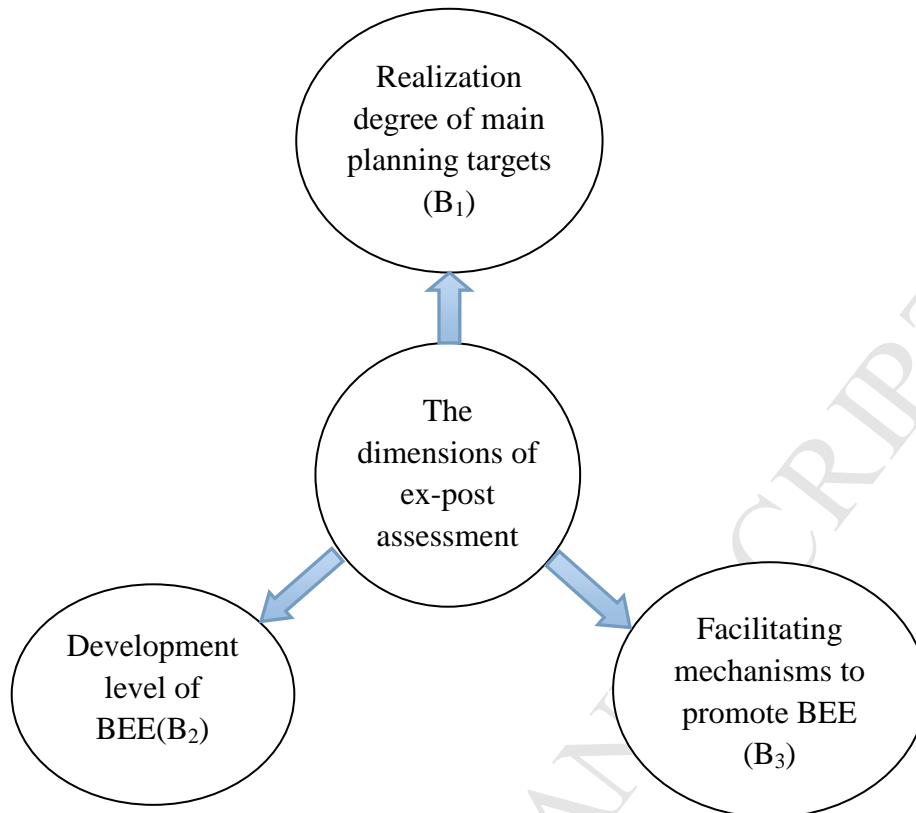 Realization
degree of main
planning targets
(B₁)
The
dimensions of
ex-post
assessment
Development
level of
BEE(B₂)
Facilitating
mechanisms to
promote BEE
(B₃)